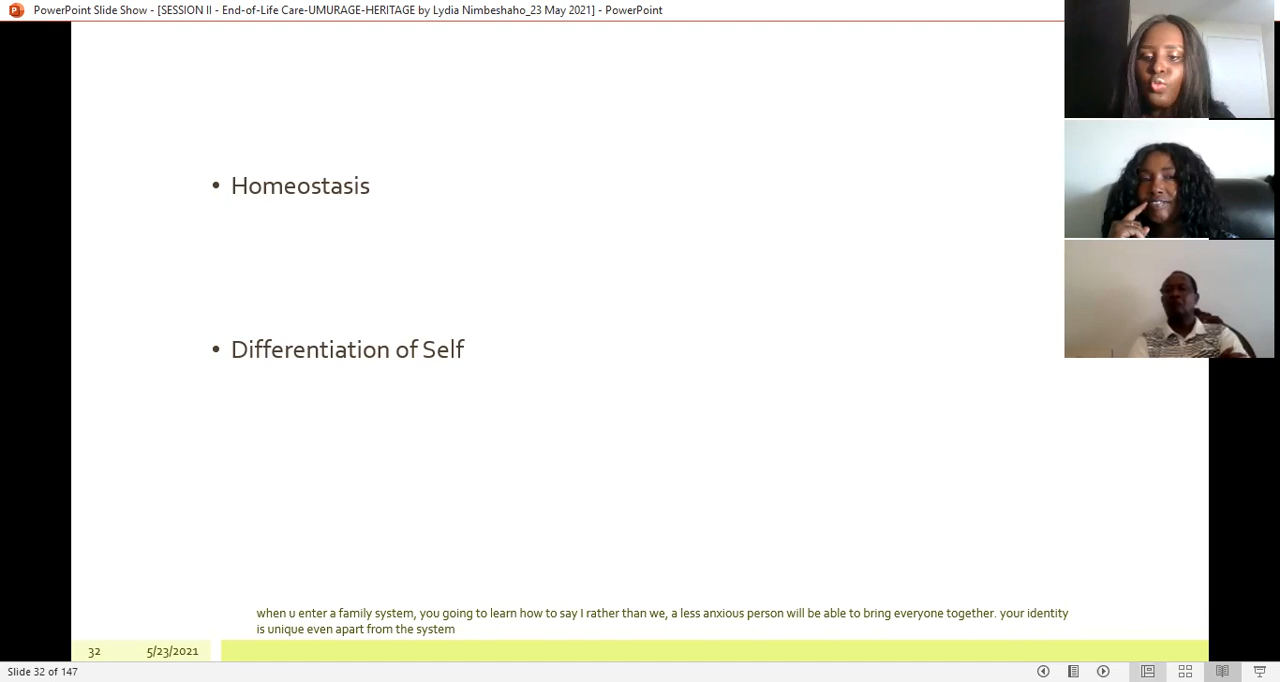 PowerPoint Slide Show - [SESSION II - End-of-Life Care-UMURAGE-HERITAGE by Lydia Nimbeshaho_23 May 2021] - PowerPoint
• Homeostasis
• Differentiation of Self
when u enter a family system, you going to learn how to say I rather than we, a less anxious person will be able to bring everyone together. your identity
is unique even apart from the system
32 5/23/2021
Slide 32 of 147